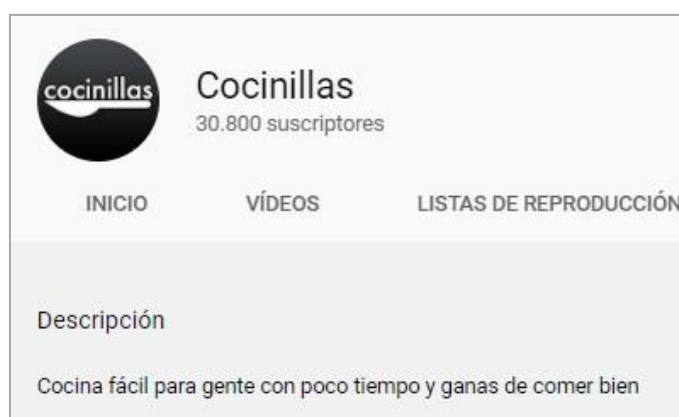 cocinillas
Cocinillas
30.800 suscriptores
INICIO VÍDEOS LISTAS DE REPRODUCCIÓN
Descripción
Cocina fácil para gente con poco tiempo y ganas de comer bien